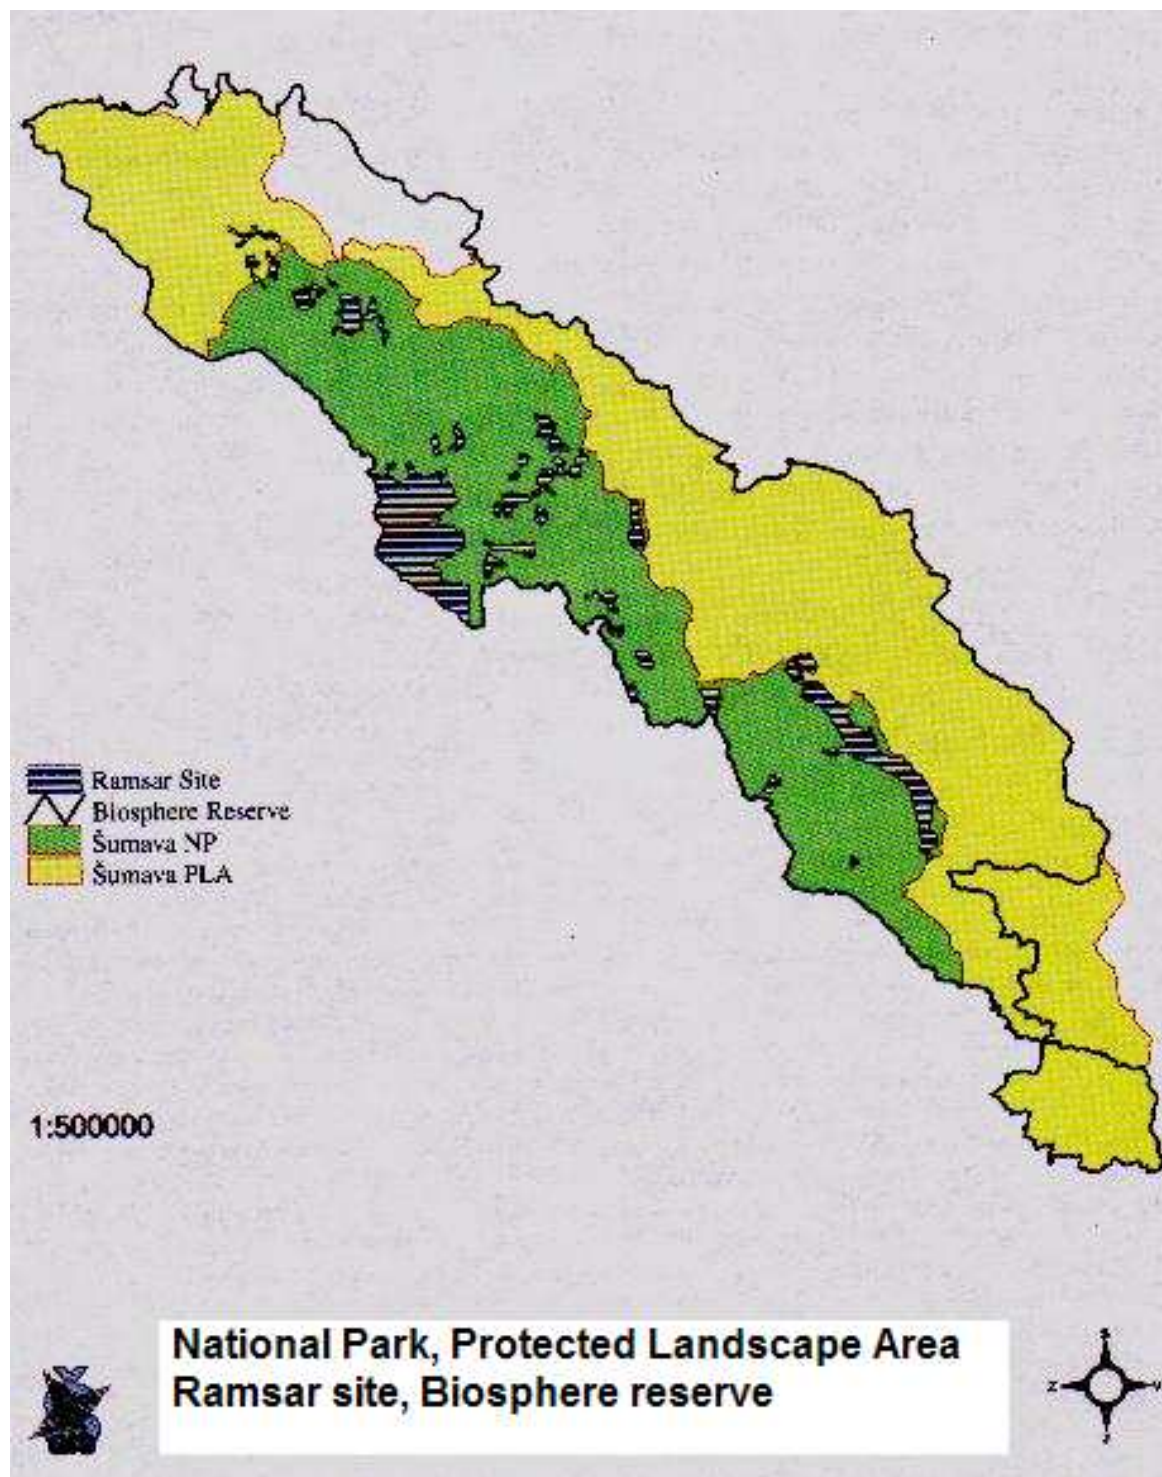 Ramsar Site
Biosphere Reserve
Šumava NP
Šumava PLA
1:500000
National Park, Protected Landscape Area
Ramsar site, Biosphere reserve
S
Z
V
J